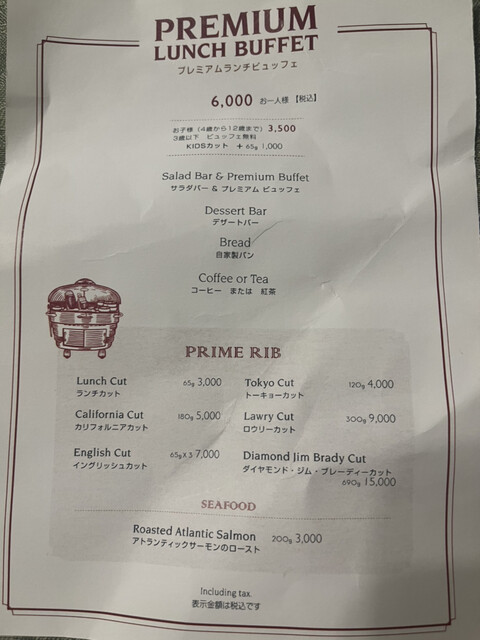 PREMIUM
LUNCH BUFFET
プレミアムランチビュッフェ
6,000 お一人様 【税込】
お子様（4歳から12歳まで）3,500
3歳以下 ビュッフェ無料
KIDSカット +65g 1,000
Salad Bar & Premium Buffet
サラダバー & プレミアム ビュッフェ
Dessert Bar
デザートバー
Bread
自家製パン
Coffee or Tea
コーヒー または 紅茶
PRIME RIB
Lunch Cut 65g 3,000
ランチカット
Tokyo Cut 120g 4,000
トーキョーカット
California Cut 180g 5,000
カリフォルニアカット
Lawry Cut 300g 9,000
ロウリーカット
English Cut 65g×3 7,000
イングリッシュカット
Diamond Jim Brady Cut
ダイヤモンド・ジム・ブレーディーカット
690g 15,000
SEAFOOD
Roasted Atlantic Salmon 200g 3,000
アトランティックサーモンのロースト
Including tax.
表示金額は税込です